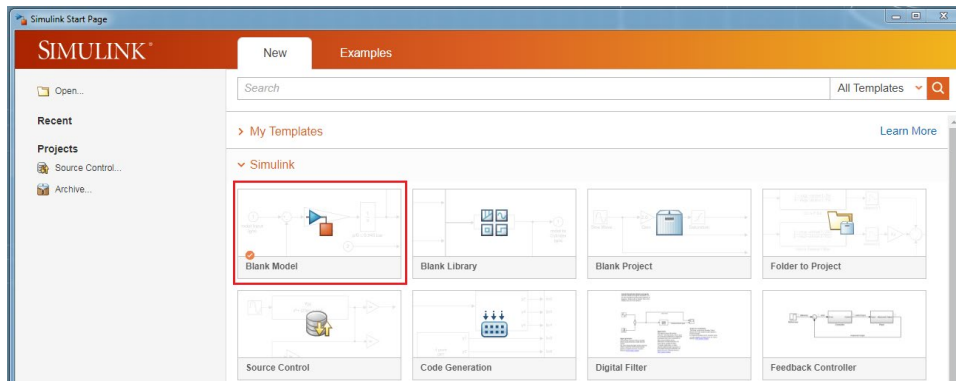 Simulink Start Page
SIMULINK®
New
Examples
Open...
Search
All Templates
Recent
My Templates
Learn More
Projects
Source Control...
Simulink
Archive...
Blank Model
Blank Library
Blank Project
Folder to Project
Source Control
Code Generation
Digital Filter
Feedback Controller